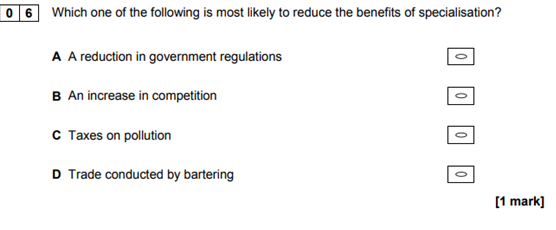 0 6 Which one of the following is most likely to reduce the benefits of specialisation?
A A reduction in government regulations
B An increase in competition
C Taxes on pollution
D Trade conducted by bartering
[1 mark]